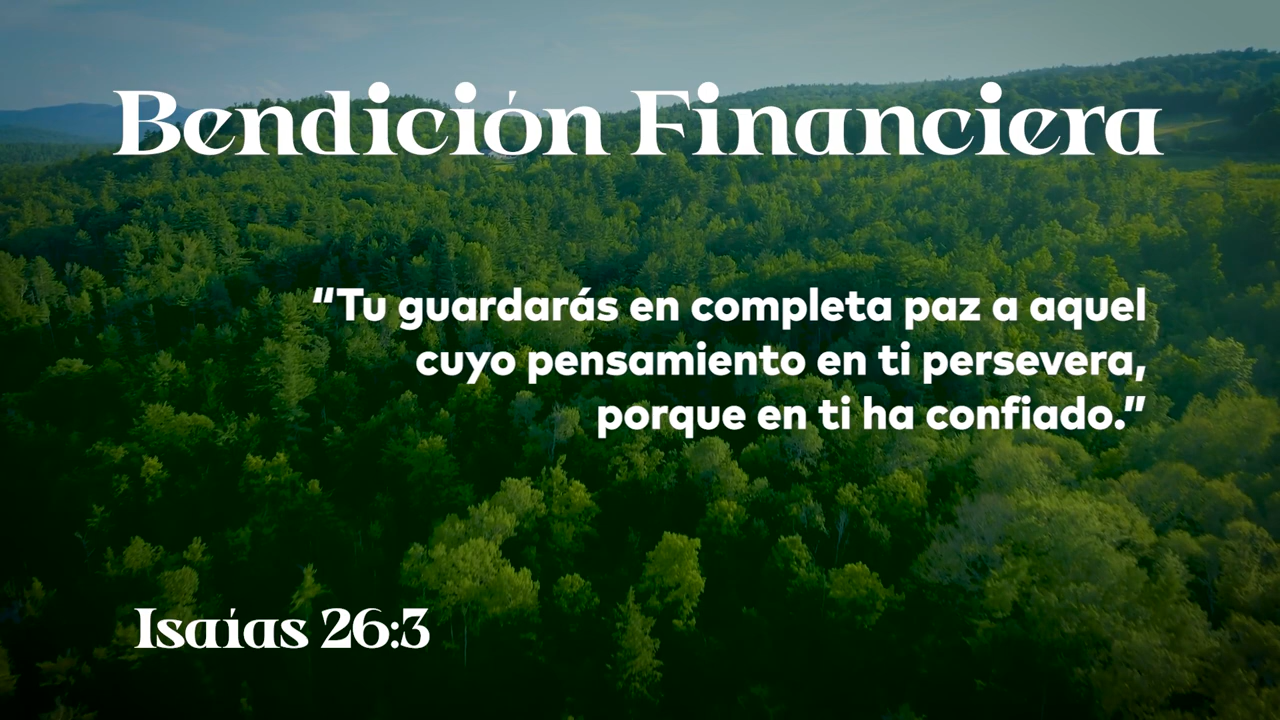 Bendición Financiera
“Tu guardarás en completa paz a aquel
cuyo pensamiento en ti persevera,
porque en ti ha confiado.”
Isaías 26:3